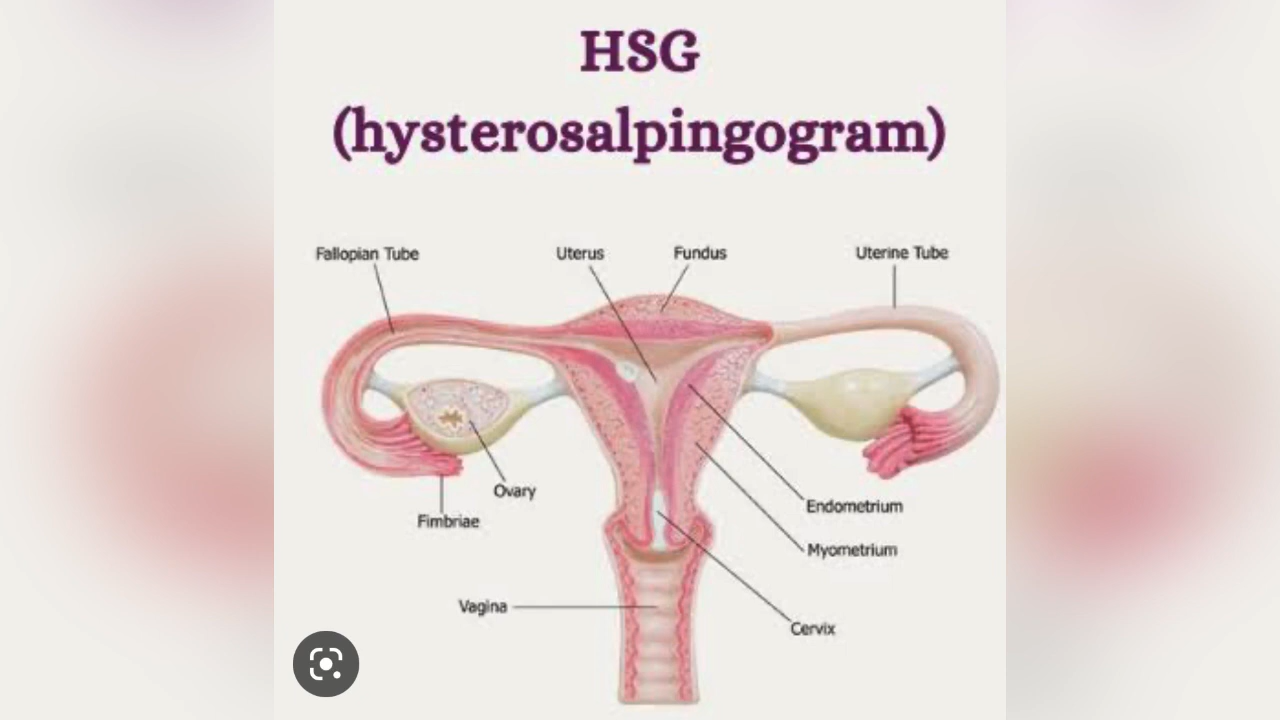 HSG
(hysterosalpingogram)
Fallopian Tube
Uterus
Fundus
Uterine Tube
Ovary
Fimbriae
Endometrium
Myometrium
Vagina
Cervix